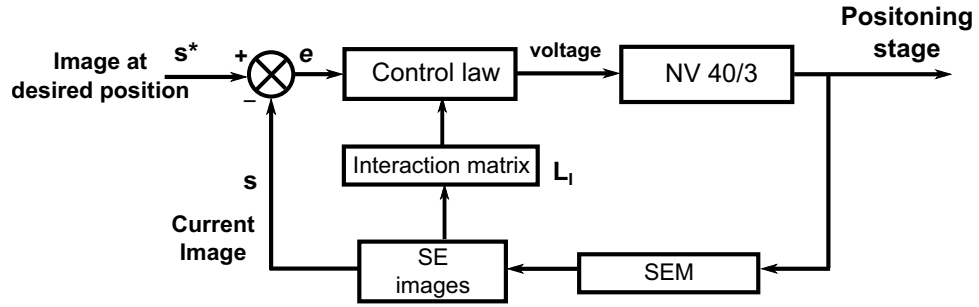 Positoning
stage
Image at
desired position
s*
+
−
e
Control law
voltage
NV 40/3
Interaction matrix
L_I
s
Current
Image
SE
images
SEM